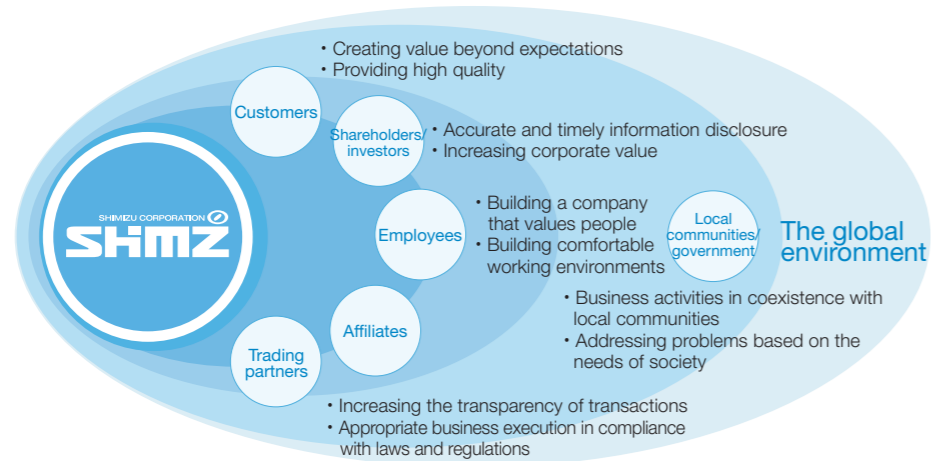 • Creating value beyond expectations
• Providing high quality
Customers
Shareholders/
investors
• Accurate and timely information disclosure
• Increasing corporate value
SHIMIZU CORPORATION
SHIMZ
Employees
• Building a company
that values people
• Building comfortable
working environments
Local
communities/
government
The global
environment
• Business activities in coexistence with
local communities
• Addressing problems based on the
needs of society
Affiliates
Trading
partners
• Increasing the transparency of transactions
• Appropriate business execution in compliance
with laws and regulations